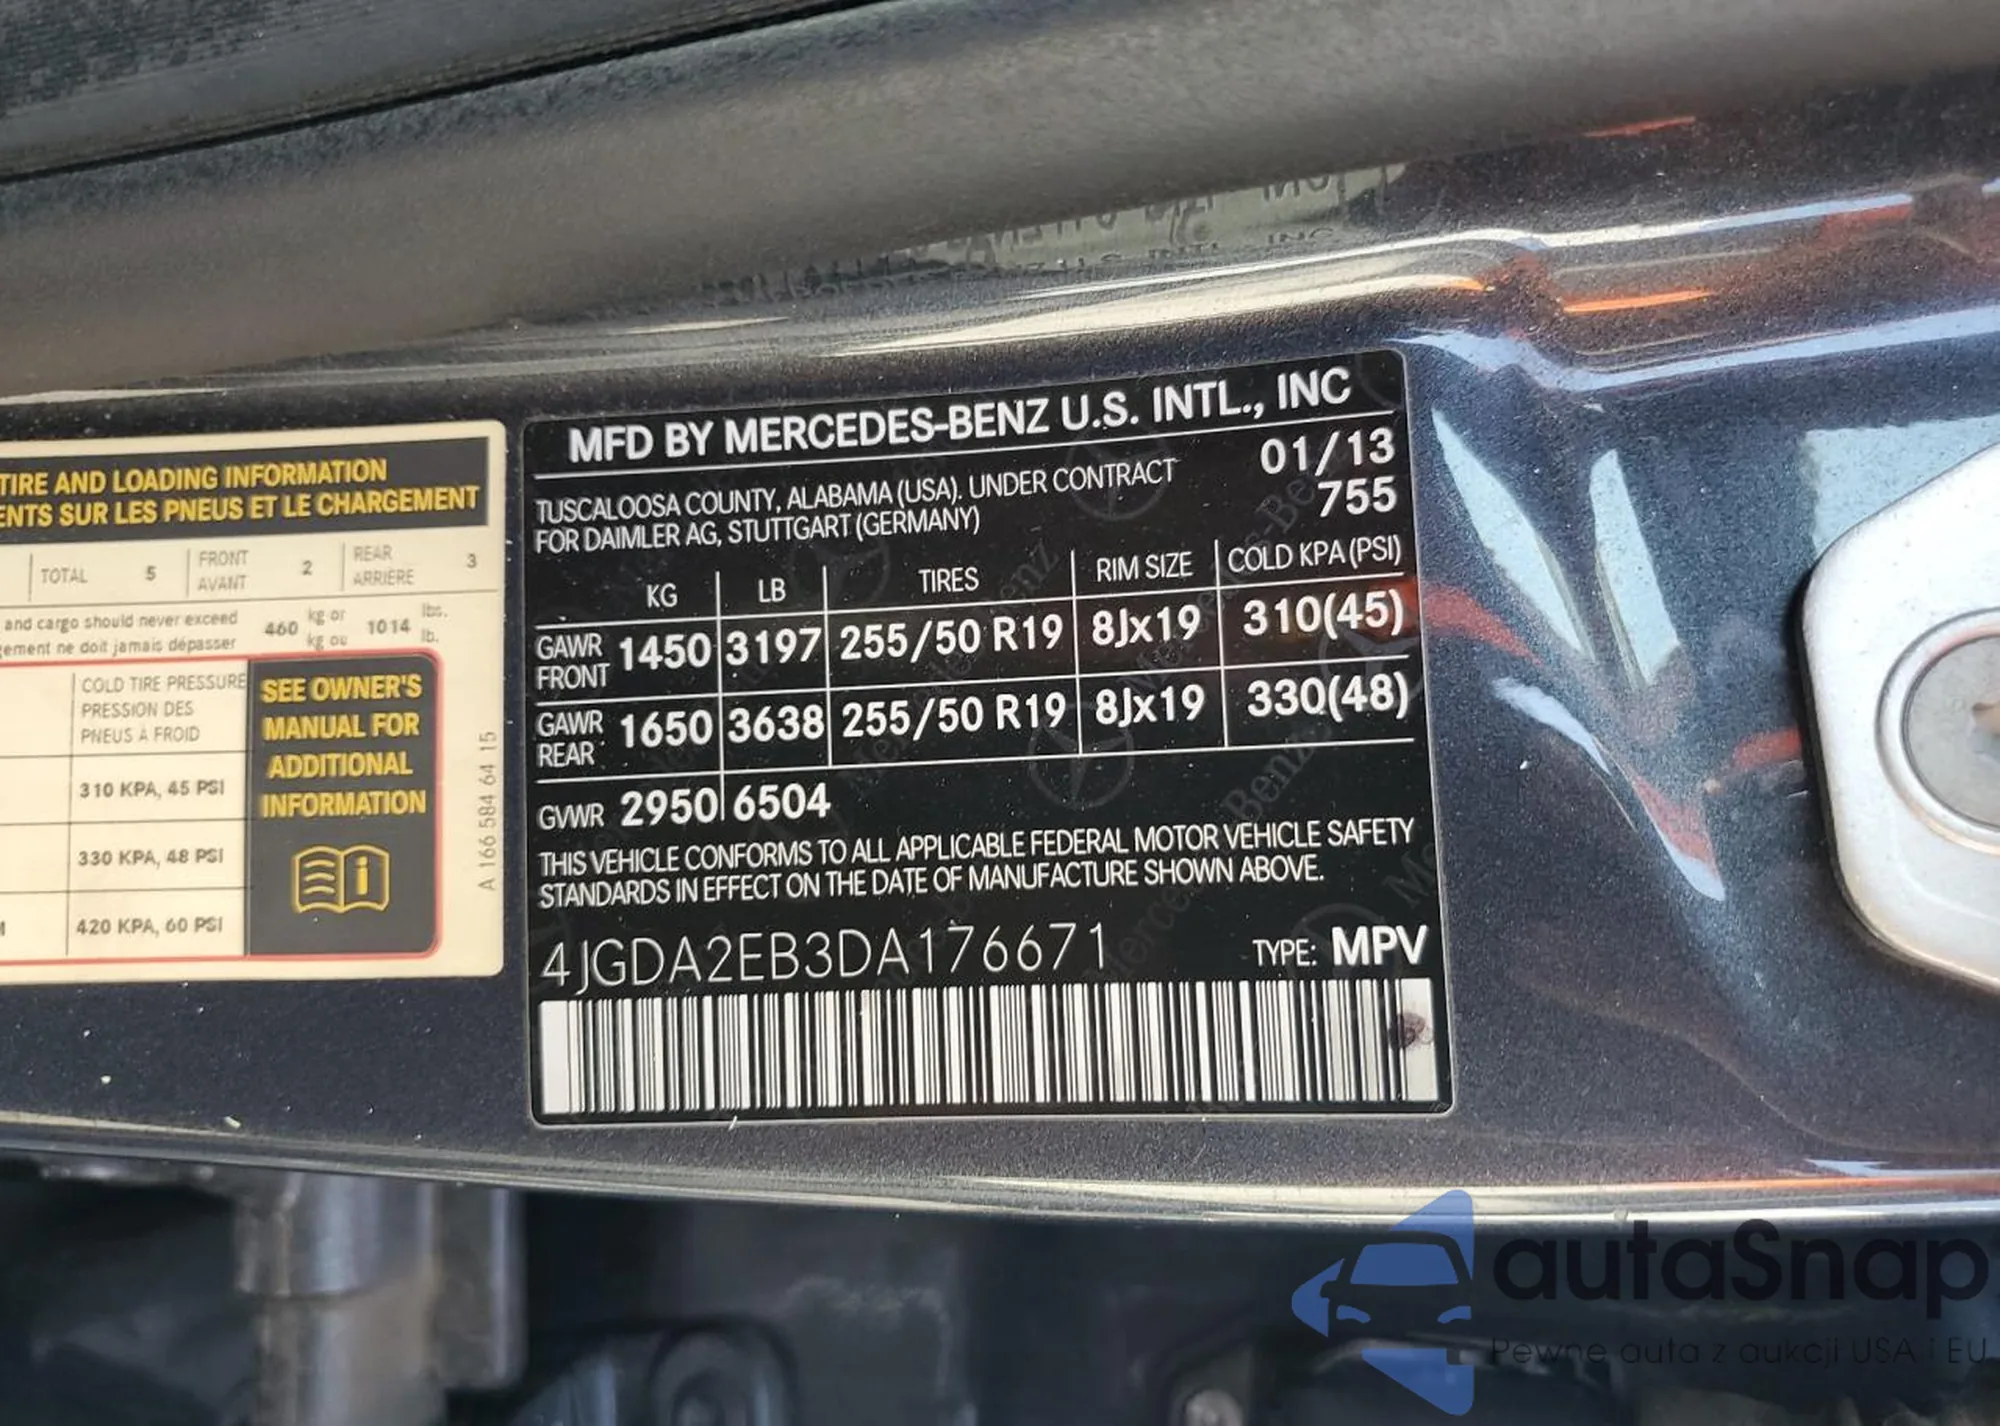 TIRE AND LOADING INFORMATION
ENTS SUR LES PNEUS ET LE CHARGEMENT
TOTAL 5 FRONT AVANT 2 REAR ARRIÈRE 3
and cargo should never exceed 460 kg or 1014 lbs.
gement ne doit jamais dépasser kg ou lb.
COLD TIRE PRESSURE
PRESSION DES
PNEUS À FROID
310 KPA, 45 PSI
330 KPA, 48 PSI
420 KPA, 60 PSI
SEE OWNER'S
MANUAL FOR
ADDITIONAL
INFORMATION
A 166 584 64 15
MFD BY MERCEDES-BENZ U.S. INTL., INC
TUSCALOOSA COUNTY, ALABAMA (USA). UNDER CONTRACT
FOR DAIMLER AG, STUTTGART (GERMANY)
01/13
755
KG LB TIRES RIM SIZE COLD KPA (PSI)
GAWR FRONT 1450 3197 255/50 R19 8Jx19 310(45)
GAWR REAR 1650 3638 255/50 R19 8Jx19 330(48)
GVWR 2950 6504
THIS VEHICLE CONFORMS TO ALL APPLICABLE FEDERAL MOTOR VEHICLE SAFETY
STANDARDS IN EFFECT ON THE DATE OF MANUFACTURE SHOWN ABOVE.
4JGDA2EB3DA176671 TYPE: MPV
autaSnap
Pewne auta z aukcji USA i EU